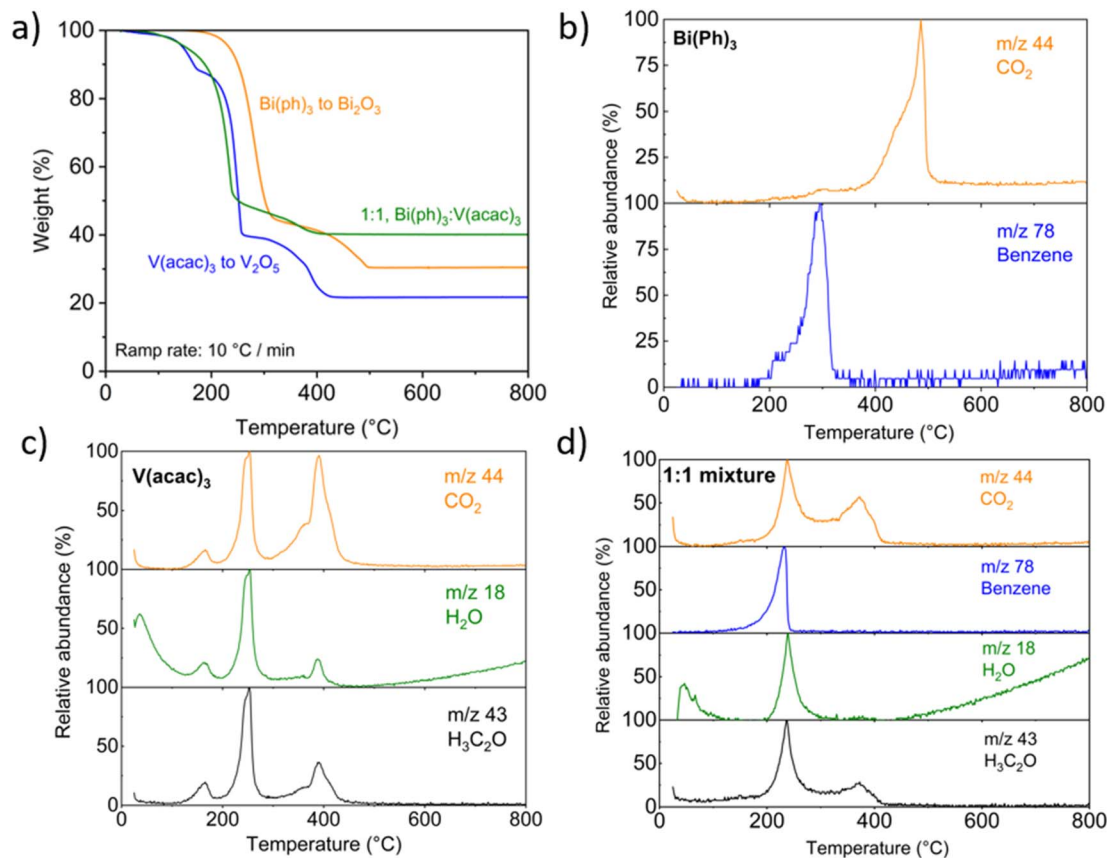 a)
100
80
60
40
20
0
Weight (%)
Bi(ph)₃ to Bi₂O₃
1:1, Bi(ph)₃:V(acac)₃
V(acac)₃ to V₂O₅
Ramp rate: 10 °C / min
0 200 400 600 800
Temperature (°C)
b)
Bi(Ph)₃
m/z 44
CO₂
100
75
50
25
100
m/z 78
Benzene
75
50
25
0
Relative abundance (%)
0 200 400 600 800
Temperature (°C)
c)
V(acac)₃
m/z 44
CO₂
100
50
100
m/z 18
H₂O
50
100
m/z 43
H₃C₂O
50
0
Relative abundance (%)
0 200 400 600 800
Temperature (°C)
d)
1:1 mixture
m/z 44
CO₂
100
50
100
m/z 78
Benzene
50
100
m/z 18
H₂O
50
100
m/z 43
H₃C₂O
50
0
Relative abundance (%)
0 200 400 600 800
Temperature (°C)